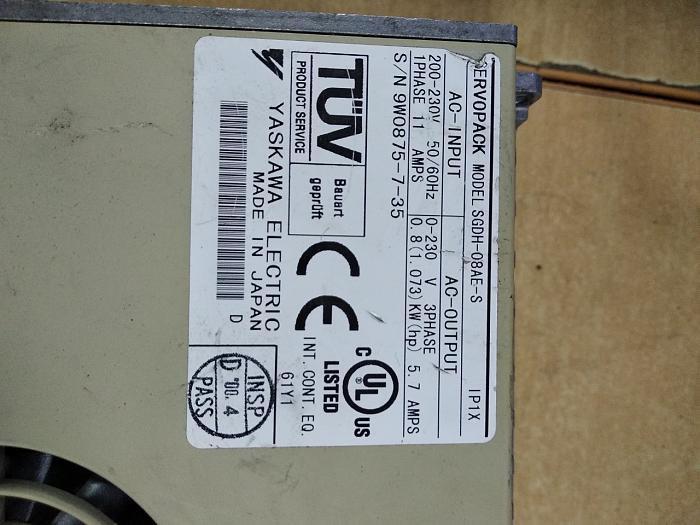 SERVOPACK MODEL SGDH-08AE-S IP1X
AC-INPUT AC-OUTPUT
200-230V 50/60Hz 0-230 V 3PHASE
1PHASE 11 AMPS 0.8(1.073)KW(hp) 5.7 AMPS
S/N 9W0875-7-35
TÜV
PRODUCT SERVICE
Bauart
geprüft
CE
C UL US
®
LISTED
INT. CONT. EQ.
61Y1
YASKAWA ELECTRIC
MADE IN JAPAN
D
INSP
D '00. 4
PASS